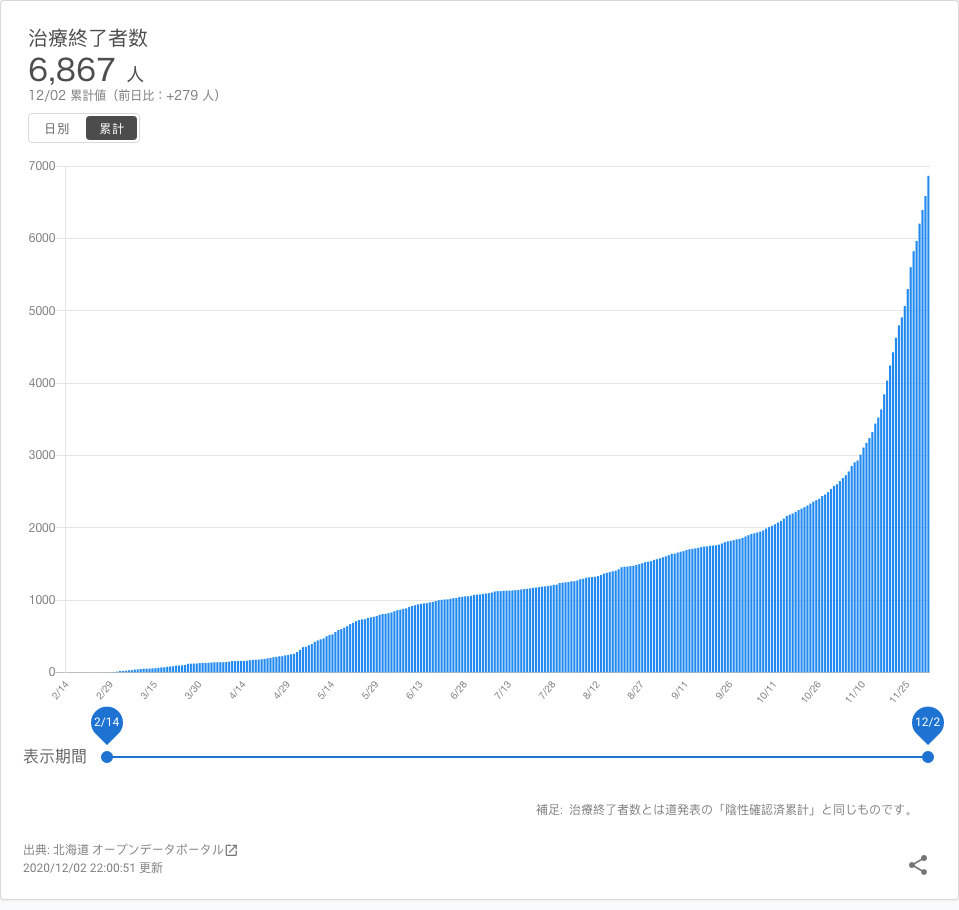 治療終了者数
6,867 人
12/02 累計値（前日比：+279 人）
日別 累計
7000
6000
5000
4000
3000
2000
1000
0
2/14 2/29 3/15 3/30 4/14 4/29 5/14 5/29 6/13 6/28 7/13 7/28 8/12 8/27 9/11 9/26 10/11 10/26 11/10 11/25
2/14 12/2
表示期間
補足: 治療終了者数とは道発表の「陰性確認済累計」と同じものです。
出典: 北海道 オープンデータポータル
2020/12/02 22:00:51 更新